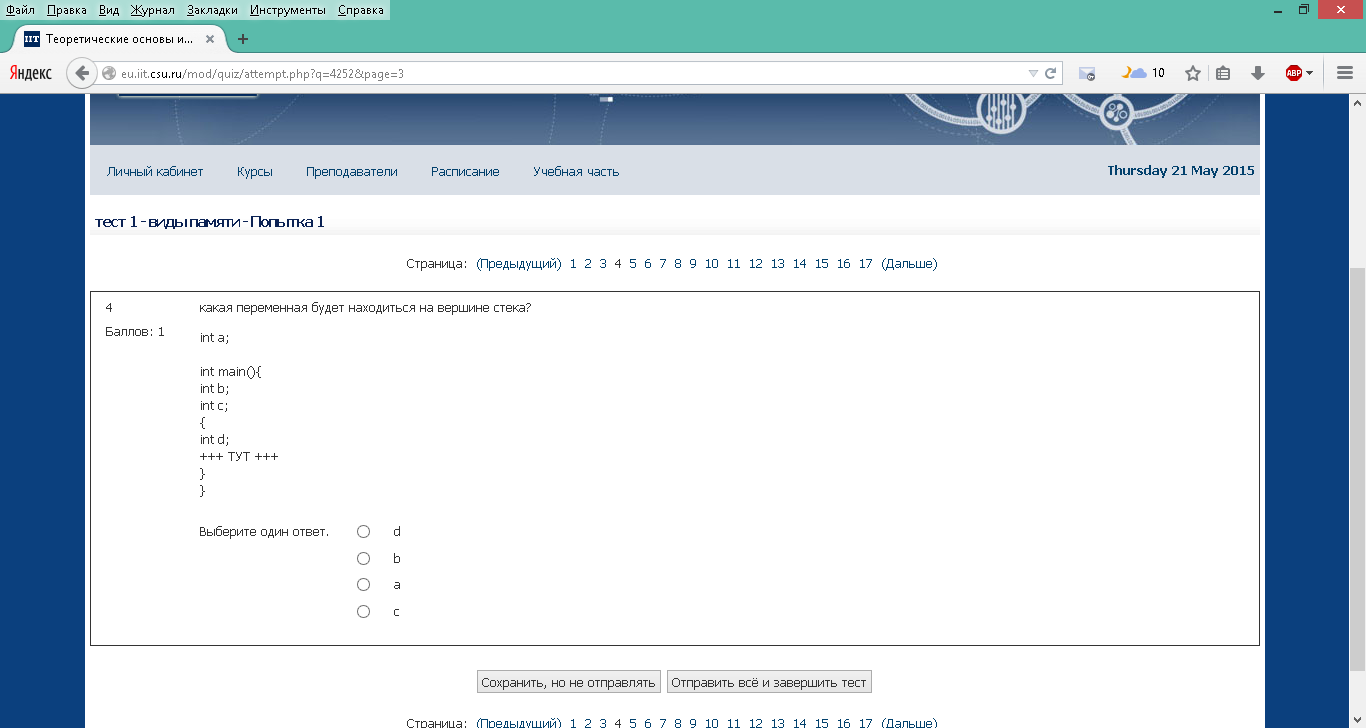 Файл Правка Вид Журнал Закладки Инструменты Справка
IIT Теоретические основы и...
Яндекс eu.iit.csu.ru/mod/quiz/attempt.php?q=4252&page=3 10 ABP
Личный кабинет Курсы Преподаватели Расписание Учебная часть Thursday 21 May 2015
тест 1 - виды памяти - Попытка 1
Страница: (Предыдущий) 1 2 3 4 5 6 7 8 9 10 11 12 13 14 15 16 17 (Дальше)
4 какая переменная будет находиться на вершине стека?
Баллов: 1
int a;
int main(){
int b;
int c;
{
int d;
+++ ТУТ +++
}
}
Выберите один ответ. d
b
a
c
Сохранить, но не отправлять Отправить всё и завершить тест
Страница: (Предыдущий) 1 2 3 4 5 6 7 8 9 10 11 12 13 14 15 16 17 (Дальше)